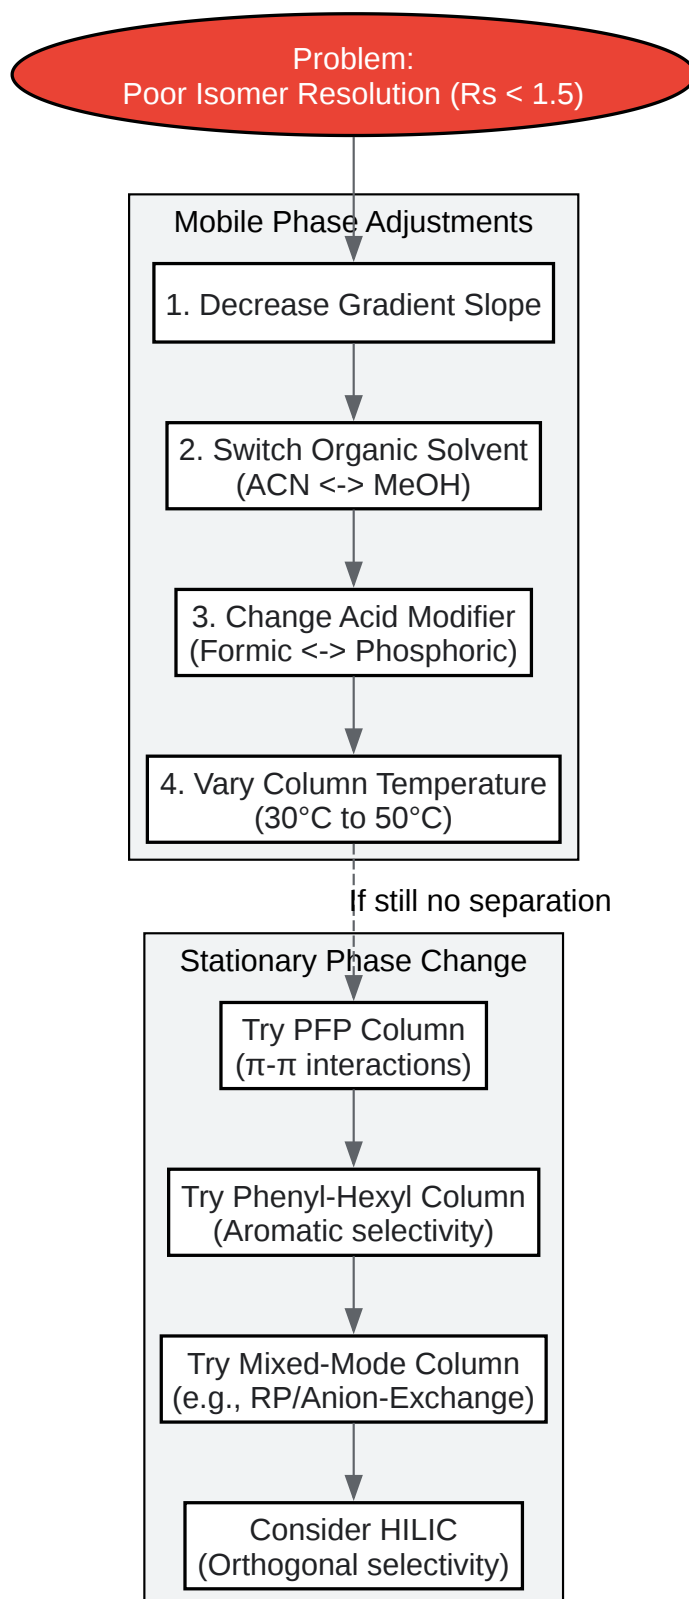 Problem:
Poor Isomer Resolution (Rs < 1.5)
Mobile Phase Adjustments
1. Decrease Gradient Slope
2. Switch Organic Solvent
(ACN <-> MeOH)
3. Change Acid Modifier
(Formic <-> Phosphoric)
4. Vary Column Temperature
(30°C to 50°C)
If still no separation
Stationary Phase Change
Try PFP Column
(π-π interactions)
Try Phenyl-Hexyl Column
(Aromatic selectivity)
Try Mixed-Mode Column
(e.g., RP/Anion-Exchange)
Consider HILIC
(Orthogonal selectivity)